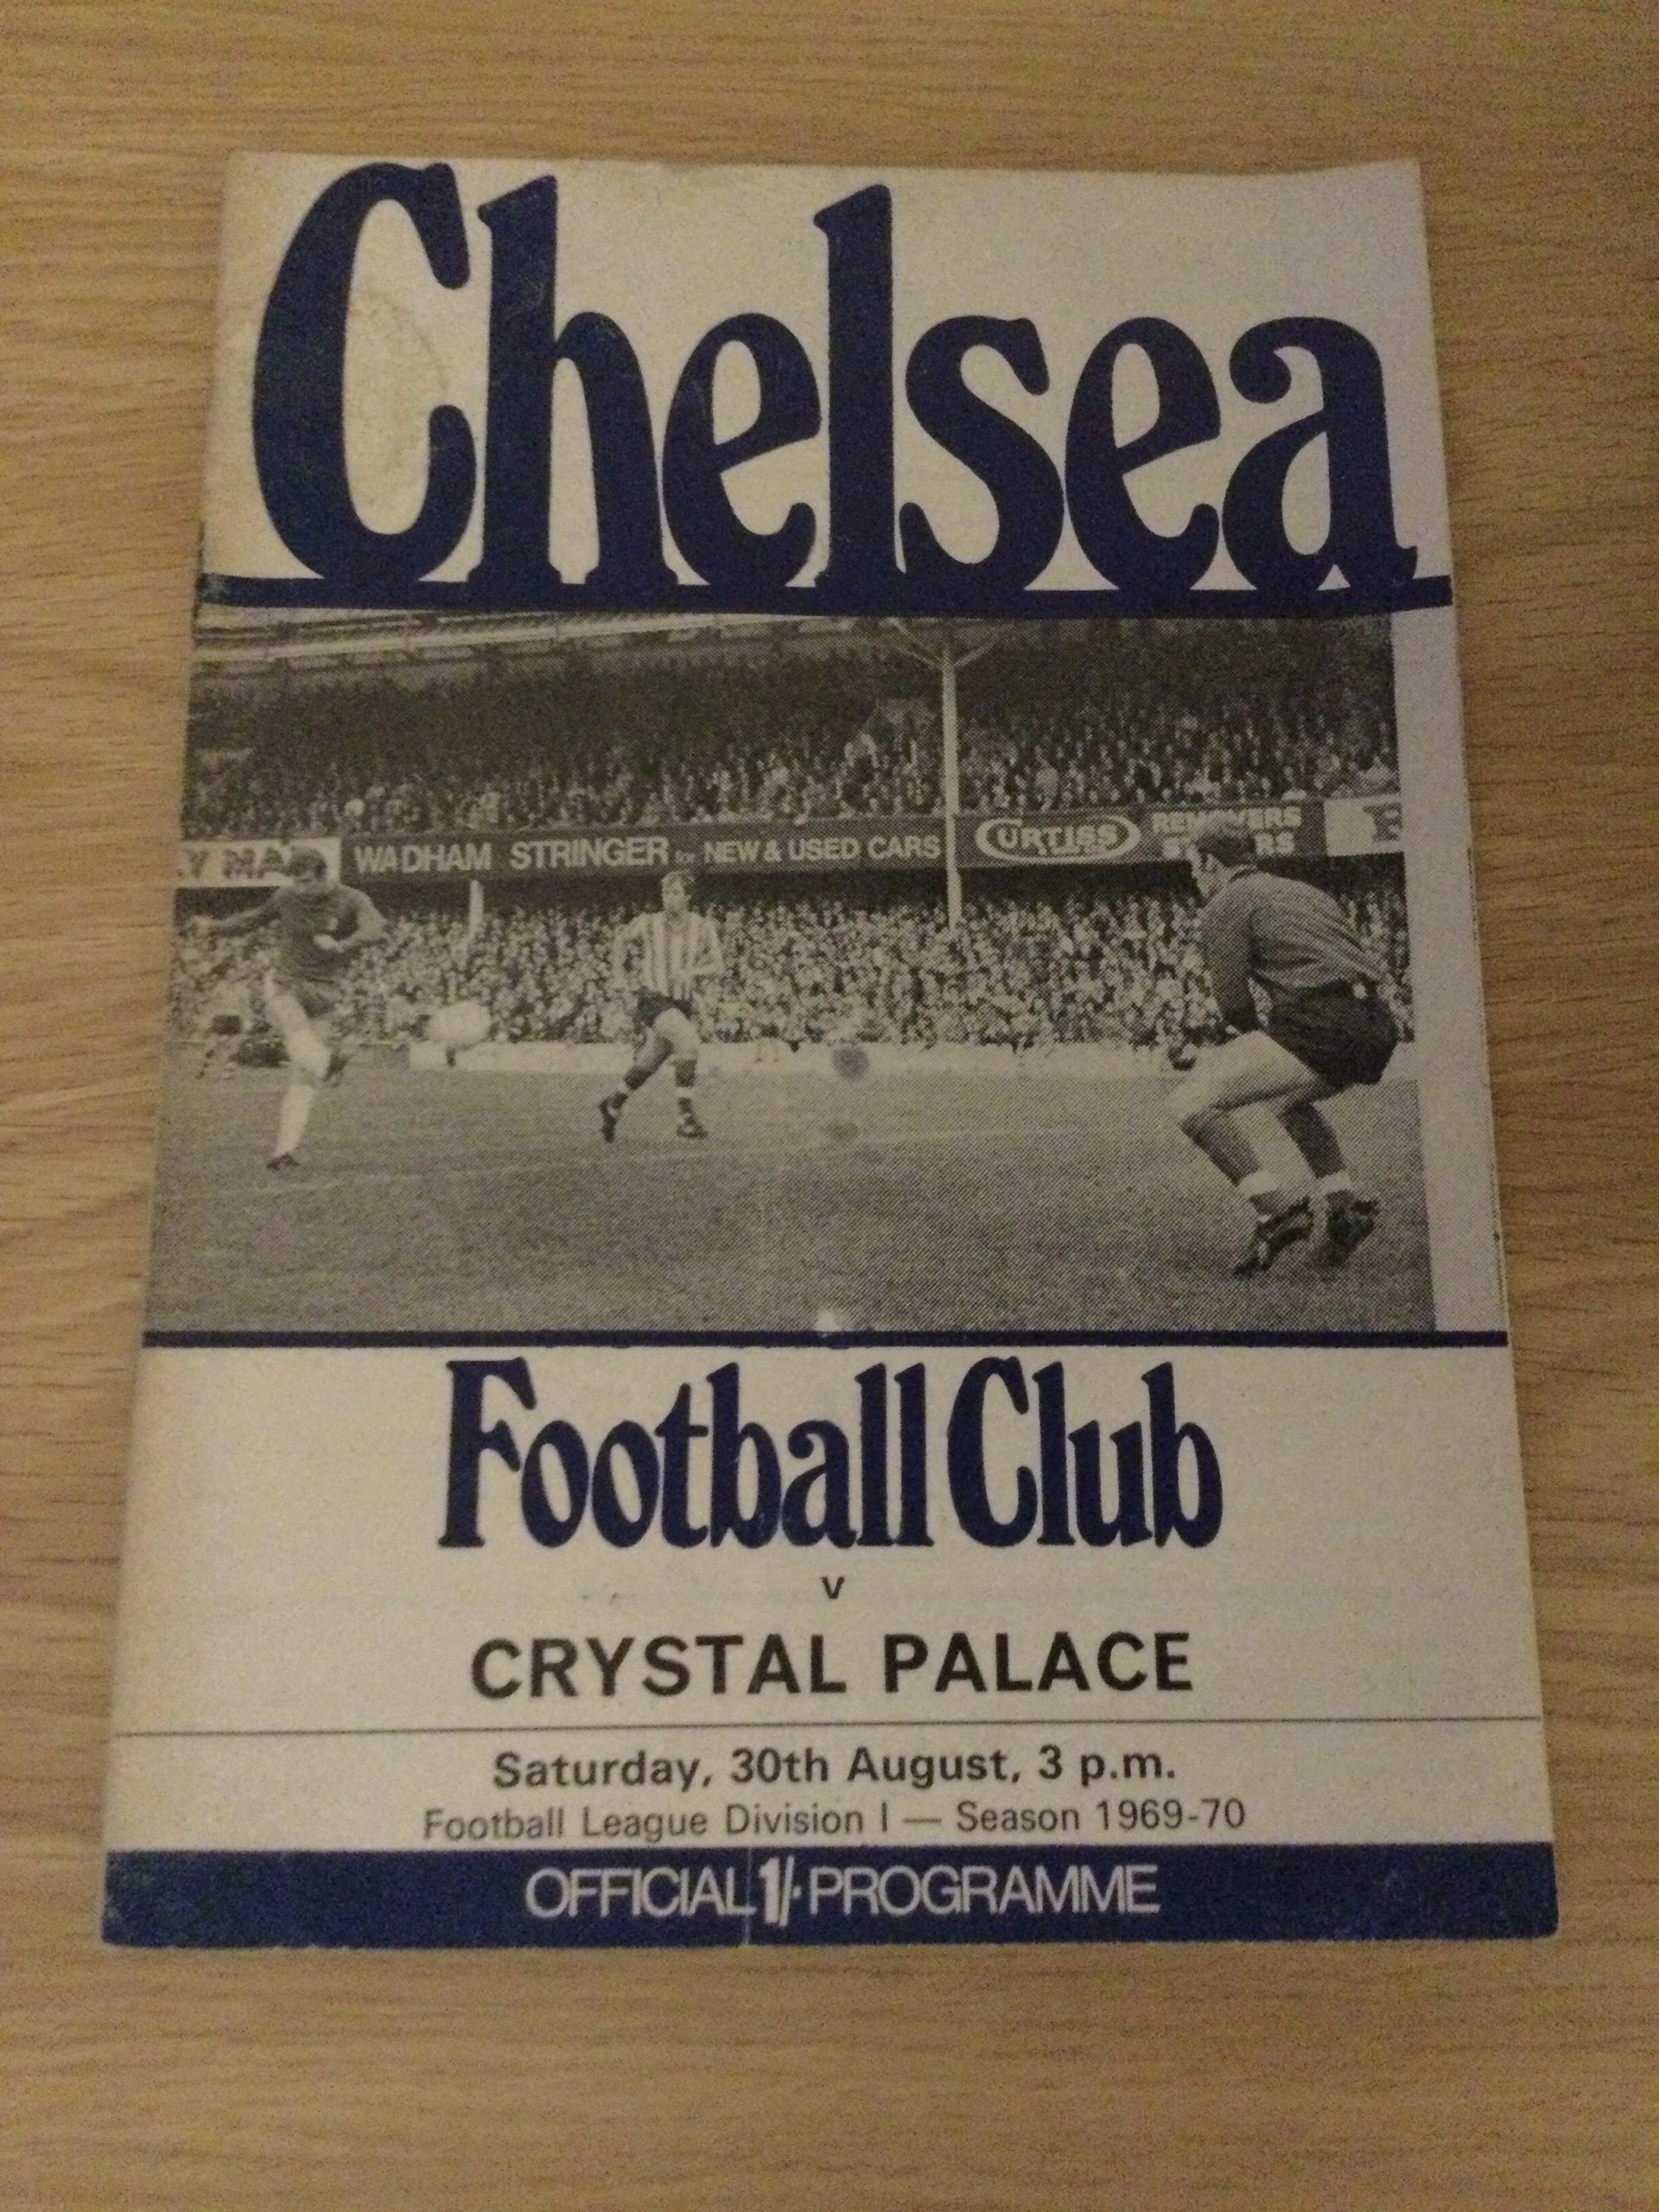 Chelsea
WADHAM STRINGER for NEW & USED CARS
CURTISS
Football Club
v
CRYSTAL PALACE
Saturday, 30th August, 3 p.m.
Football League Division I — Season 1969-70
OFFICIAL 1/- PROGRAMME